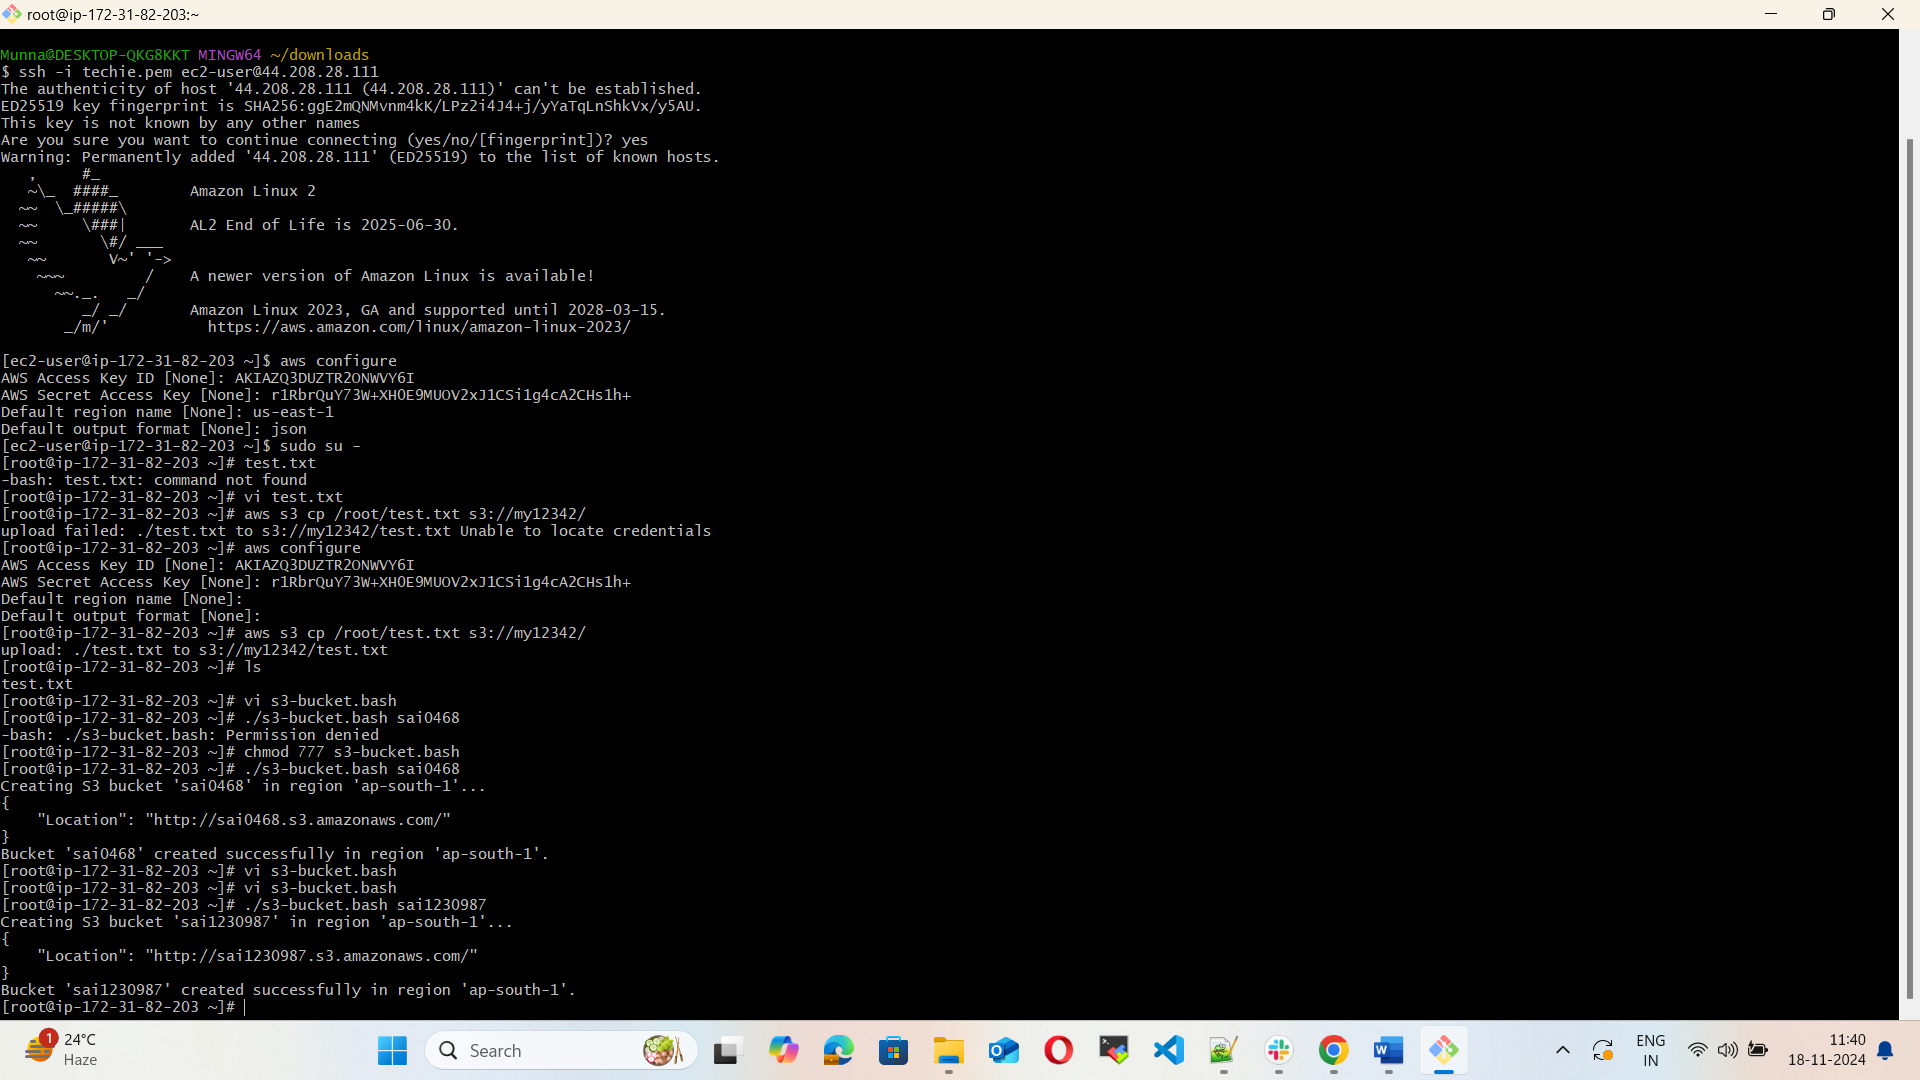 root@ip-172-31-82-203:~
Munna@DESKTOP-QKG8KKT MINGW64 ~/downloads
$ ssh -i techie.pem ec2-user@44.208.28.111
The authenticity of host '44.208.28.111 (44.208.28.111)' can't be established.
ED25519 key fingerprint is SHA256:ggE2mQNMvnm4kK/LPz2i4J4+j/yYaTqLnShkVx/y5AU.
This key is not known by any other names
Are you sure you want to continue connecting (yes/no/[fingerprint])? yes
Warning: Permanently added '44.208.28.111' (ED25519) to the list of known hosts.
   ,     #_
   ~\_  ####_        Amazon Linux 2
  ~~  \_#####\
  ~~     \###|       AL2 End of Life is 2025-06-30.
  ~~       \#/ ___
   ~~       V~' '->
    ~~~         /    A newer version of Amazon Linux is available!
      ~~._.   _/
         _/ _/       Amazon Linux 2023, GA and supported until 2028-03-15.
       _/m/'           https://aws.amazon.com/linux/amazon-linux-2023/
[ec2-user@ip-172-31-82-203 ~]$ aws configure
AWS Access Key ID [None]:
AWS Secret Access Key [None]:
Default region name [None]: us-east-1
Default output format [None]: json
[ec2-user@ip-172-31-82-203 ~]$ sudo su -
[root@ip-172-31-82-203 ~]# test.txt
-bash: test.txt: command not found
[root@ip-172-31-82-203 ~]# vi test.txt
[root@ip-172-31-82-203 ~]# aws s3 cp /root/test.txt s3://my12342/
upload failed: ./test.txt to s3://my12342/test.txt Unable to locate credentials
[root@ip-172-31-82-203 ~]# aws configure
AWS Access Key ID [None]:
AWS Secret Access Key [None]:
Default region name [None]:
Default output format [None]:
[root@ip-172-31-82-203 ~]# aws s3 cp /root/test.txt s3://my12342/
upload: ./test.txt to s3://my12342/test.txt
[root@ip-172-31-82-203 ~]# ls
test.txt
[root@ip-172-31-82-203 ~]# vi s3-bucket.bash
[root@ip-172-31-82-203 ~]# ./s3-bucket.bash sai0468
-bash: ./s3-bucket.bash: Permission denied
[root@ip-172-31-82-203 ~]# chmod 777 s3-bucket.bash
[root@ip-172-31-82-203 ~]# ./s3-bucket.bash sai0468
Creating S3 bucket 'sai0468' in region 'ap-south-1'...
{
    "Location": "http://sai0468.s3.amazonaws.com/"
}
Bucket 'sai0468' created successfully in region 'ap-south-1'.
[root@ip-172-31-82-203 ~]# vi s3-bucket.bash
[root@ip-172-31-82-203 ~]# vi s3-bucket.bash
[root@ip-172-31-82-203 ~]# ./s3-bucket.bash sai1230987
Creating S3 bucket 'sai1230987' in region 'ap-south-1'...
{
    "Location": "http://sai1230987.s3.amazonaws.com/"
}
Bucket 'sai1230987' created successfully in region 'ap-south-1'.
[root@ip-172-31-82-203 ~]#
1
24°C
Haze
Search
ENG
IN
11:40
18-11-2024